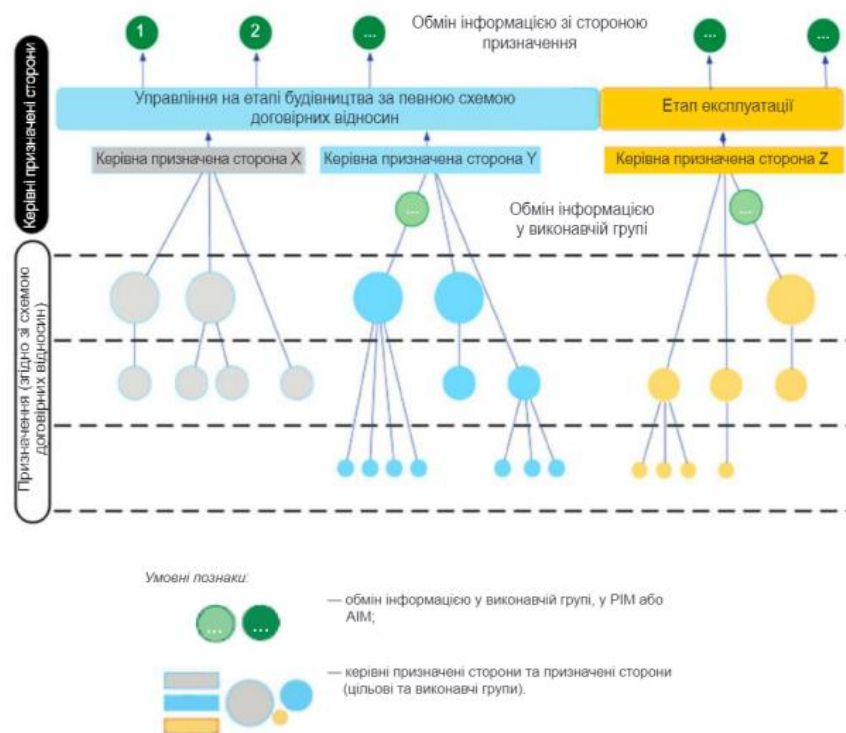 1
2
...
Обмін інформацією зі стороною
призначення
...
...
Керівні призначені сторони
Управління на етапі будівництва за певною схемою
договірних відносин
Етап експлуатації
Керівна призначена сторона X
Керівна призначена сторона Y
Керівна призначена сторона Z
...
Обмін інформацією
у виконавчій групі
...
Призначення (згідно зі схемою
договірних відносин)
Умовні познаки:
... ...
— обмін інформацією у виконавчій групі, у PIM або
AIM;
— керівні призначені сторони та призначені сторони
(цільові та виконавчі групи).